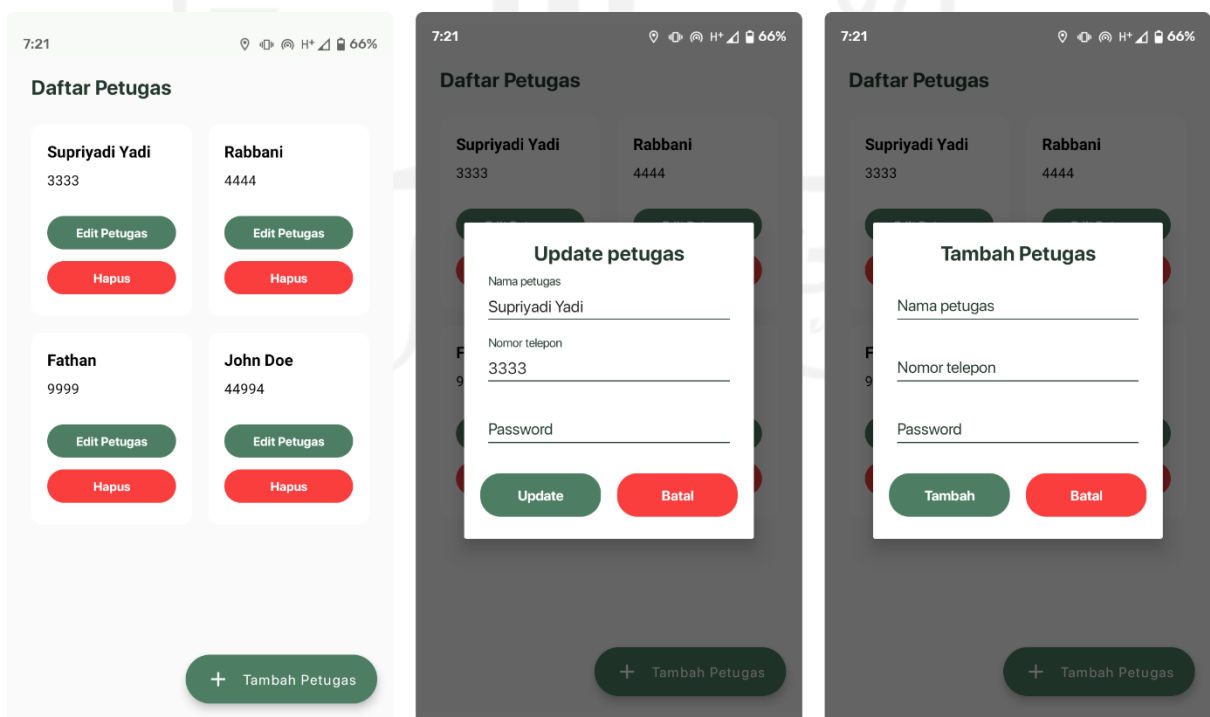 7:21 H+ 66%
Daftar Petugas
Supriyadi Yadi
3333
Edit Petugas
Hapus
Rabbani
4444
Edit Petugas
Hapus
Fathan
9999
Edit Petugas
Hapus
John Doe
44994
Edit Petugas
Hapus
+ Tambah Petugas
7:21 H+ 66%
Daftar Petugas
Supriyadi Yadi
3333
Rabbani
4444
Update petugas
Nama petugas
Supriyadi Yadi
Nomor telepon
3333
Password
Update
Batal
+ Tambah Petugas
7:21 H+ 66%
Daftar Petugas
Supriyadi Yadi
3333
Rabbani
4444
Tambah Petugas
Nama petugas
Nomor telepon
Password
Tambah
Batal
+ Tambah Petugas